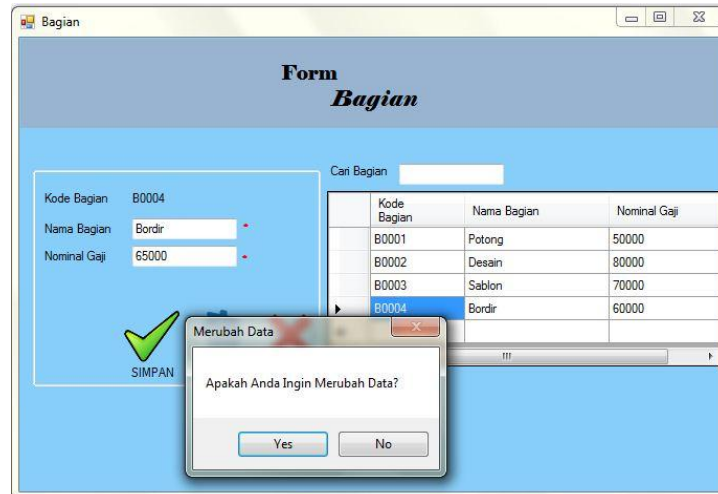 Bagian
Form
Bagian
Cari Bagian
Kode Bagian B0004
Nama Bagian Bordir *
Nominal Gaji 65000 *
SIMPAN
Kode Bagian Nama Bagian Nominal Gaji
B0001 Potong 50000
B0002 Desain 80000
B0003 Sablon 70000
B0004 Bordir 60000
Merubah Data
Apakah Anda Ingin Merubah Data?
Yes No